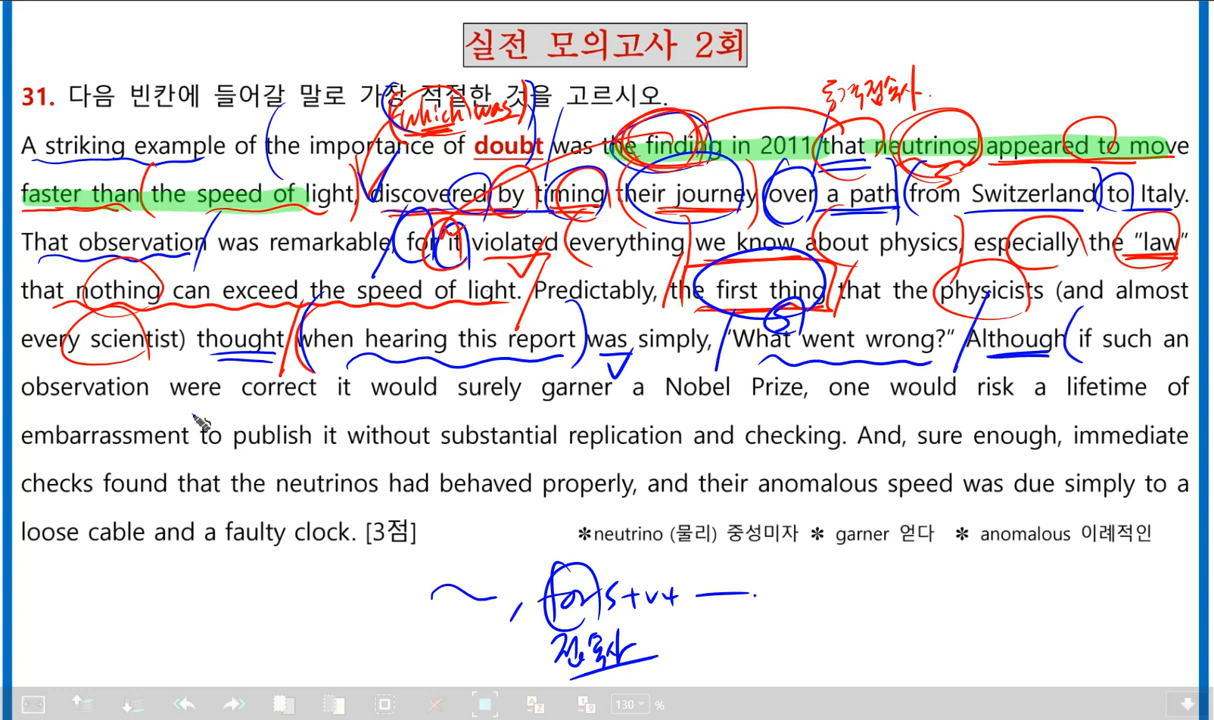 실전 모의고사 2회
31. 다음 빈칸에 들어갈 말로 가장 적절한 것을 고르시오.
(which was)
동격접속사.
A striking example of the importance of doubt was the finding in 2011 that neutrinos appeared to move
faster than the speed of light, discovered by timing their journey over a path from Switzerland to Italy.
That observation was remarkable, for it violated everything we know about physics, especially the "law"
that nothing can exceed the speed of light. Predictably, the first thing that the physicists (and almost
every scientist) thought when hearing this report was simply, "What went wrong?" Although if such an
observation were correct it would surely garner a Nobel Prize, one would risk a lifetime of
embarrassment to publish it without substantial replication and checking. And, sure enough, immediate
checks found that the neutrinos had behaved properly, and their anomalous speed was due simply to a
loose cable and a faulty clock. [3점]
✻neutrino (물리) 중성미자 ✻ garner 얻다 ✻ anomalous 이례적인
, for S+V+
130 %